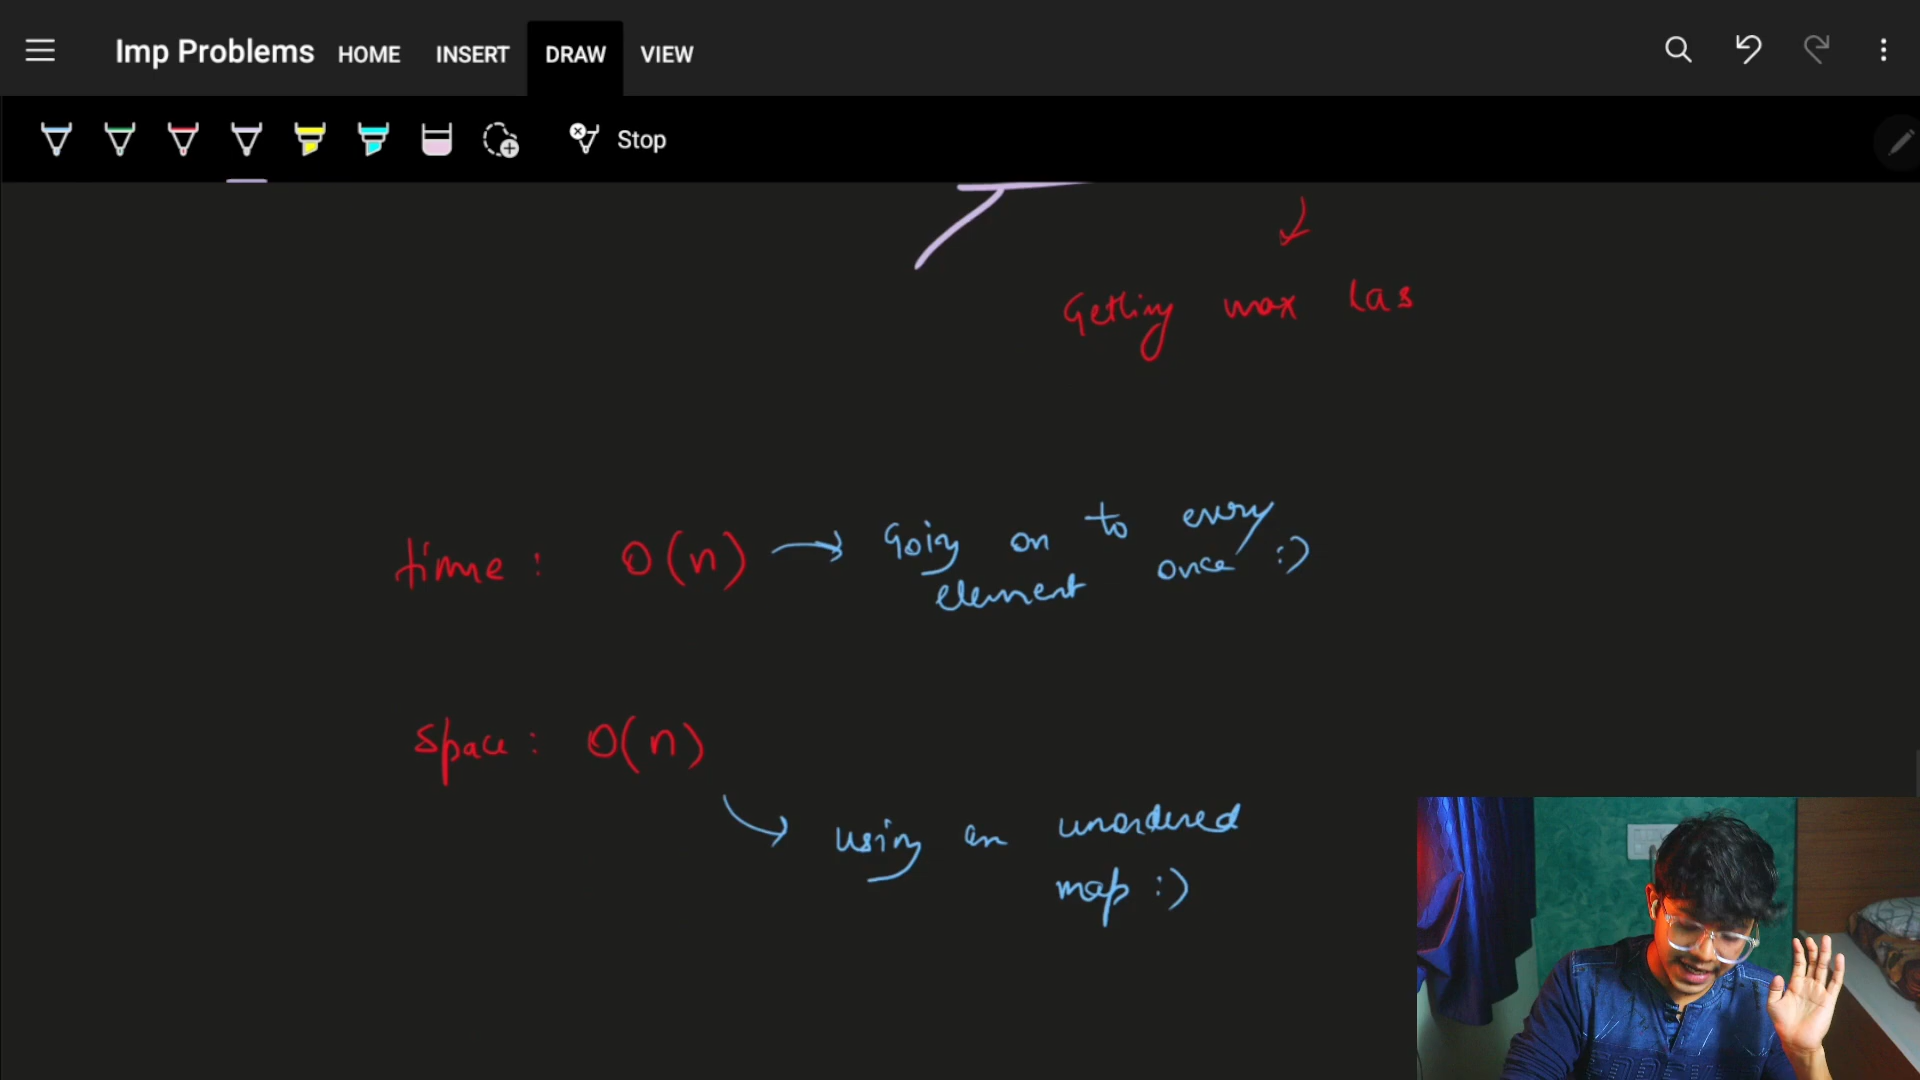 Imp Problems HOME INSERT DRAW VIEW
Stop
Getting max las
time : O(n) → Going on to every
element once :)
space : O(n)
using an unordered
map :)